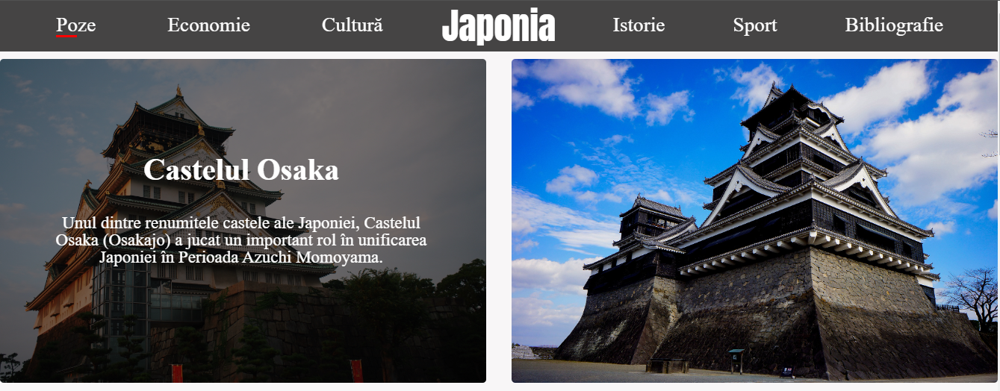 Poze Economie Cultură Japonia Istorie Sport Bibliografie
Castelul Osaka
Unul dintre renumitele castele ale Japoniei, Castelul
Osaka (Osakajo) a jucat un important rol în unificarea
Japoniei în Perioada Azuchi Momoyama.